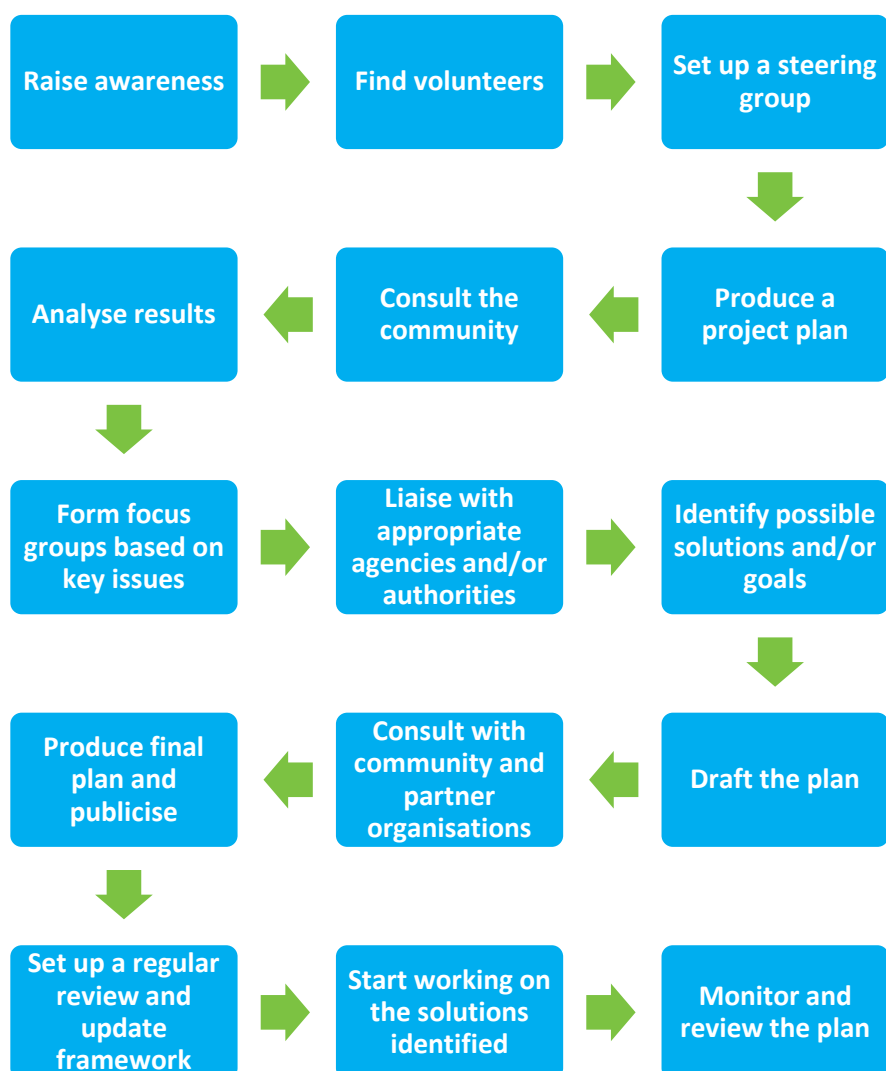 Raise awareness
Find volunteers
Set up a steering
group
Produce a
project plan
Consult the
community
Analyse results
Form focus
groups based on
key issues
Liaise with
appropriate
agencies and/or
authorities
Identify possible
solutions and/or
goals
Draft the plan
Consult with
community and
partner
organisations
Produce final
plan and
publicise
Set up a regular
review and
update
framework
Start working on
the solutions
identified
Monitor and
review the plan